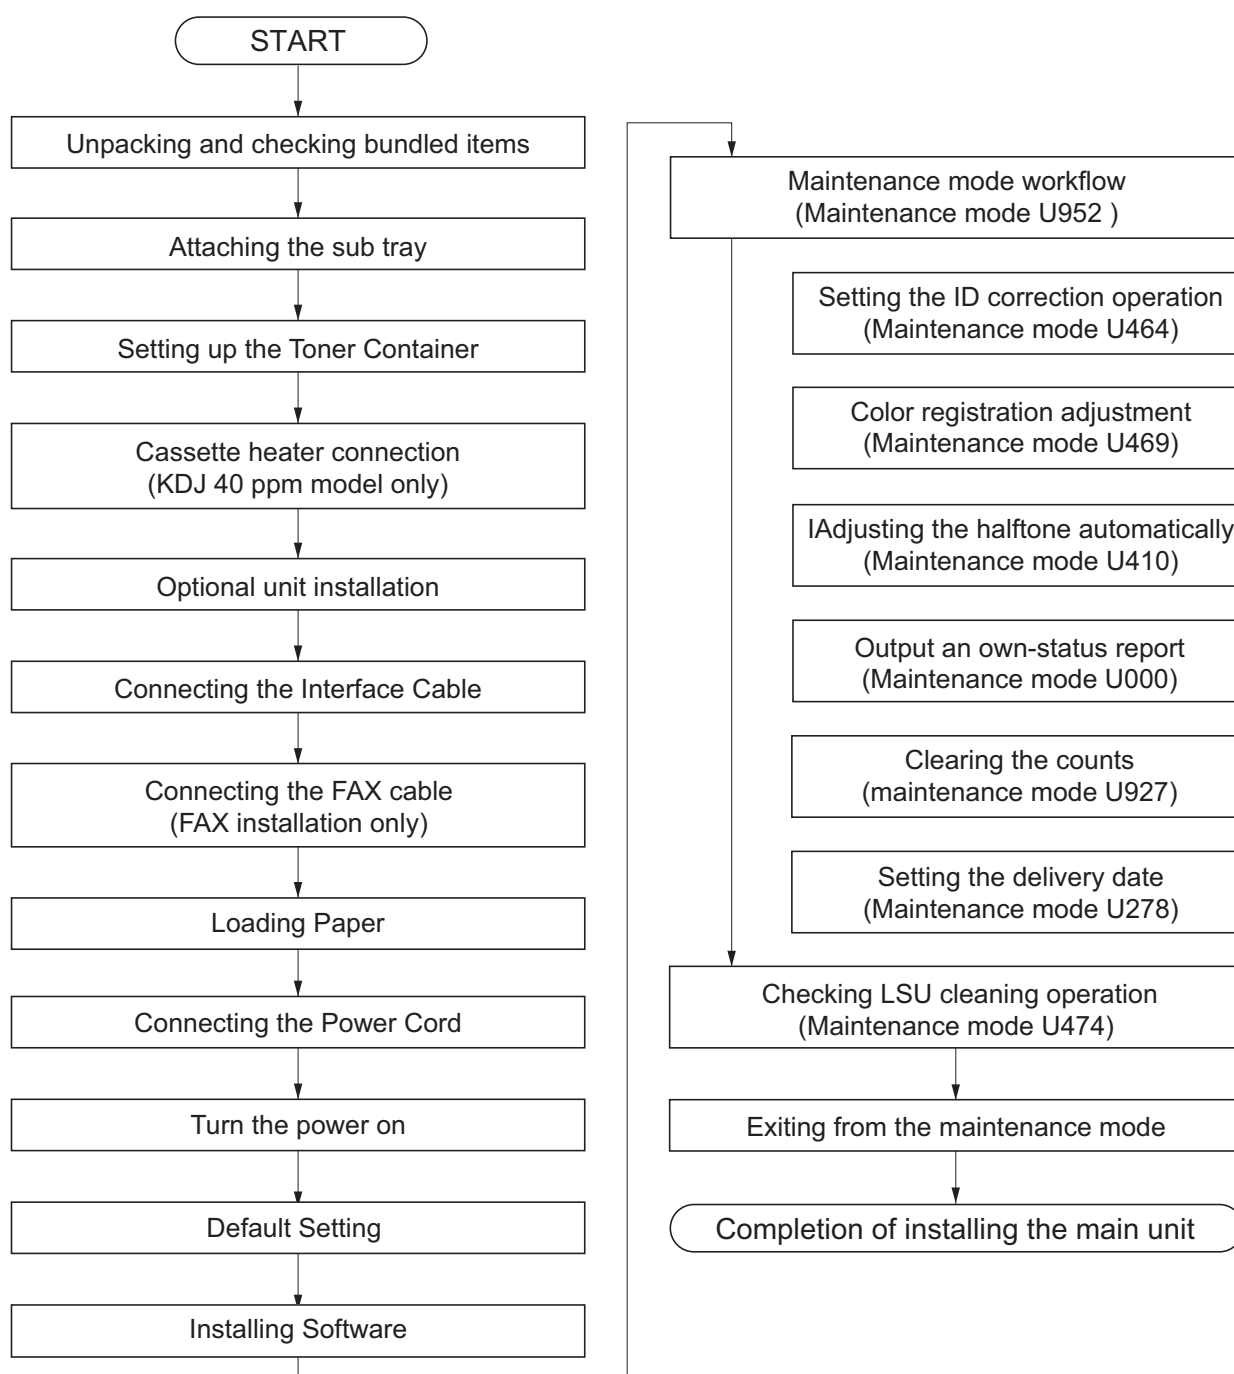 START
Unpacking and checking bundled items
Attaching the sub tray
Setting up the Toner Container
Cassette heater connection
(KDJ 40 ppm model only)
Optional unit installation
Connecting the Interface Cable
Connecting the FAX cable
(FAX installation only)
Loading Paper
Connecting the Power Cord
Turn the power on
Default Setting
Installing Software
Maintenance mode workflow
(Maintenance mode U952 )
Setting the ID correction operation
(Maintenance mode U464)
Color registration adjustment
(Maintenance mode U469)
IAdjusting the halftone automatically
(Maintenance mode U410)
Output an own-status report
(Maintenance mode U000)
Clearing the counts
(maintenance mode U927)
Setting the delivery date
(Maintenance mode U278)
Checking LSU cleaning operation
(Maintenance mode U474)
Exiting from the maintenance mode
Completion of installing the main unit